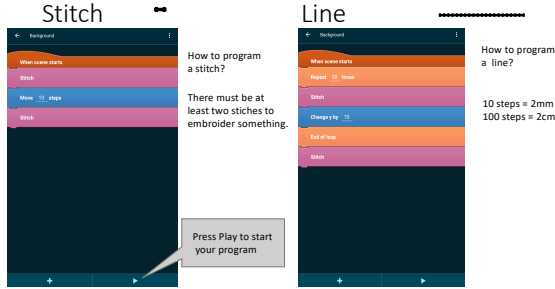 Stitch
Background
When scene starts
Stitch
Move 10 steps
Stitch
How to program
a stitch?
There must be at
least two stiches to
embroider something.
Press Play to start
your program
Line
Background
When scene starts
Repeat 20 times
Stitch
Change y by 10
End of loop
Stitch
How to program
a line?
10 steps = 2mm
100 steps = 2cm